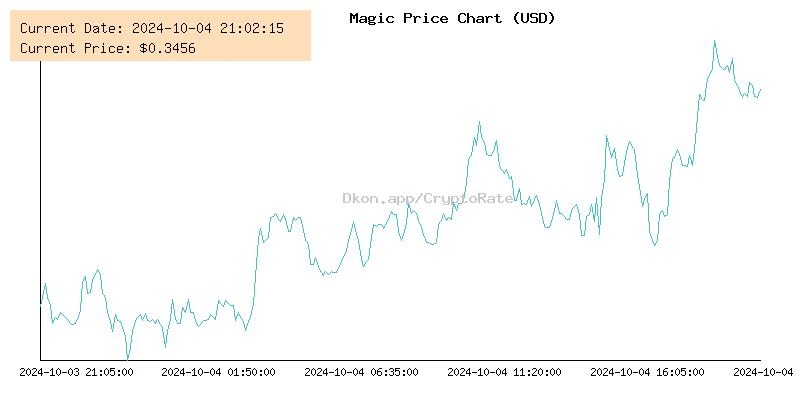 Magic Price Chart (USD)
Current Date: 2024-10-04 21:02:15
Current Price: $0.3456
Dkon.app/CryptoRate
2024-10-03 21:05:00
2024-10-04 01:50:00
2024-10-04 06:35:00
2024-10-04 11:20:00
2024-10-04 16:05:00
2024-10-04